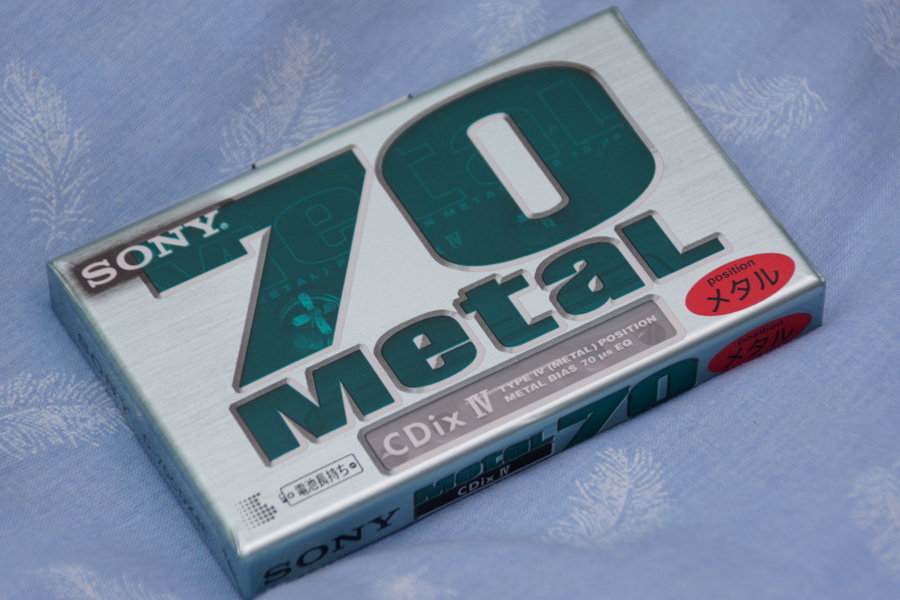 SONY®
70
Metal
position
メタル
CDix IV
TYPE IV (METAL) POSITION
METAL BIAS 70 µs EQ
電池長持ち
SONY
Metal
CDix IV
70
position
メタル